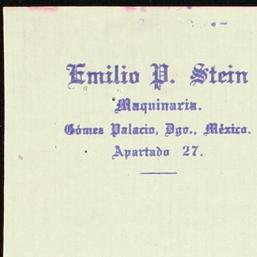 Emilio P. Stein
Maquinaria.
Gómez Palacio, Dgo., México.
Apartado 27.